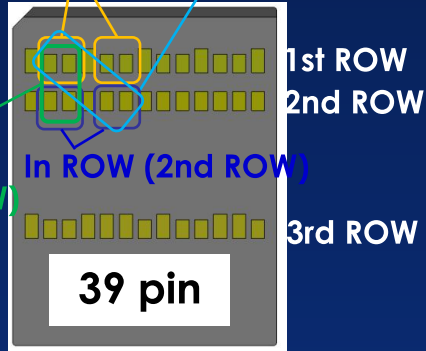 1st ROW
2nd ROW
In ROW (2nd ROW)
W)
3rd ROW
39 pin